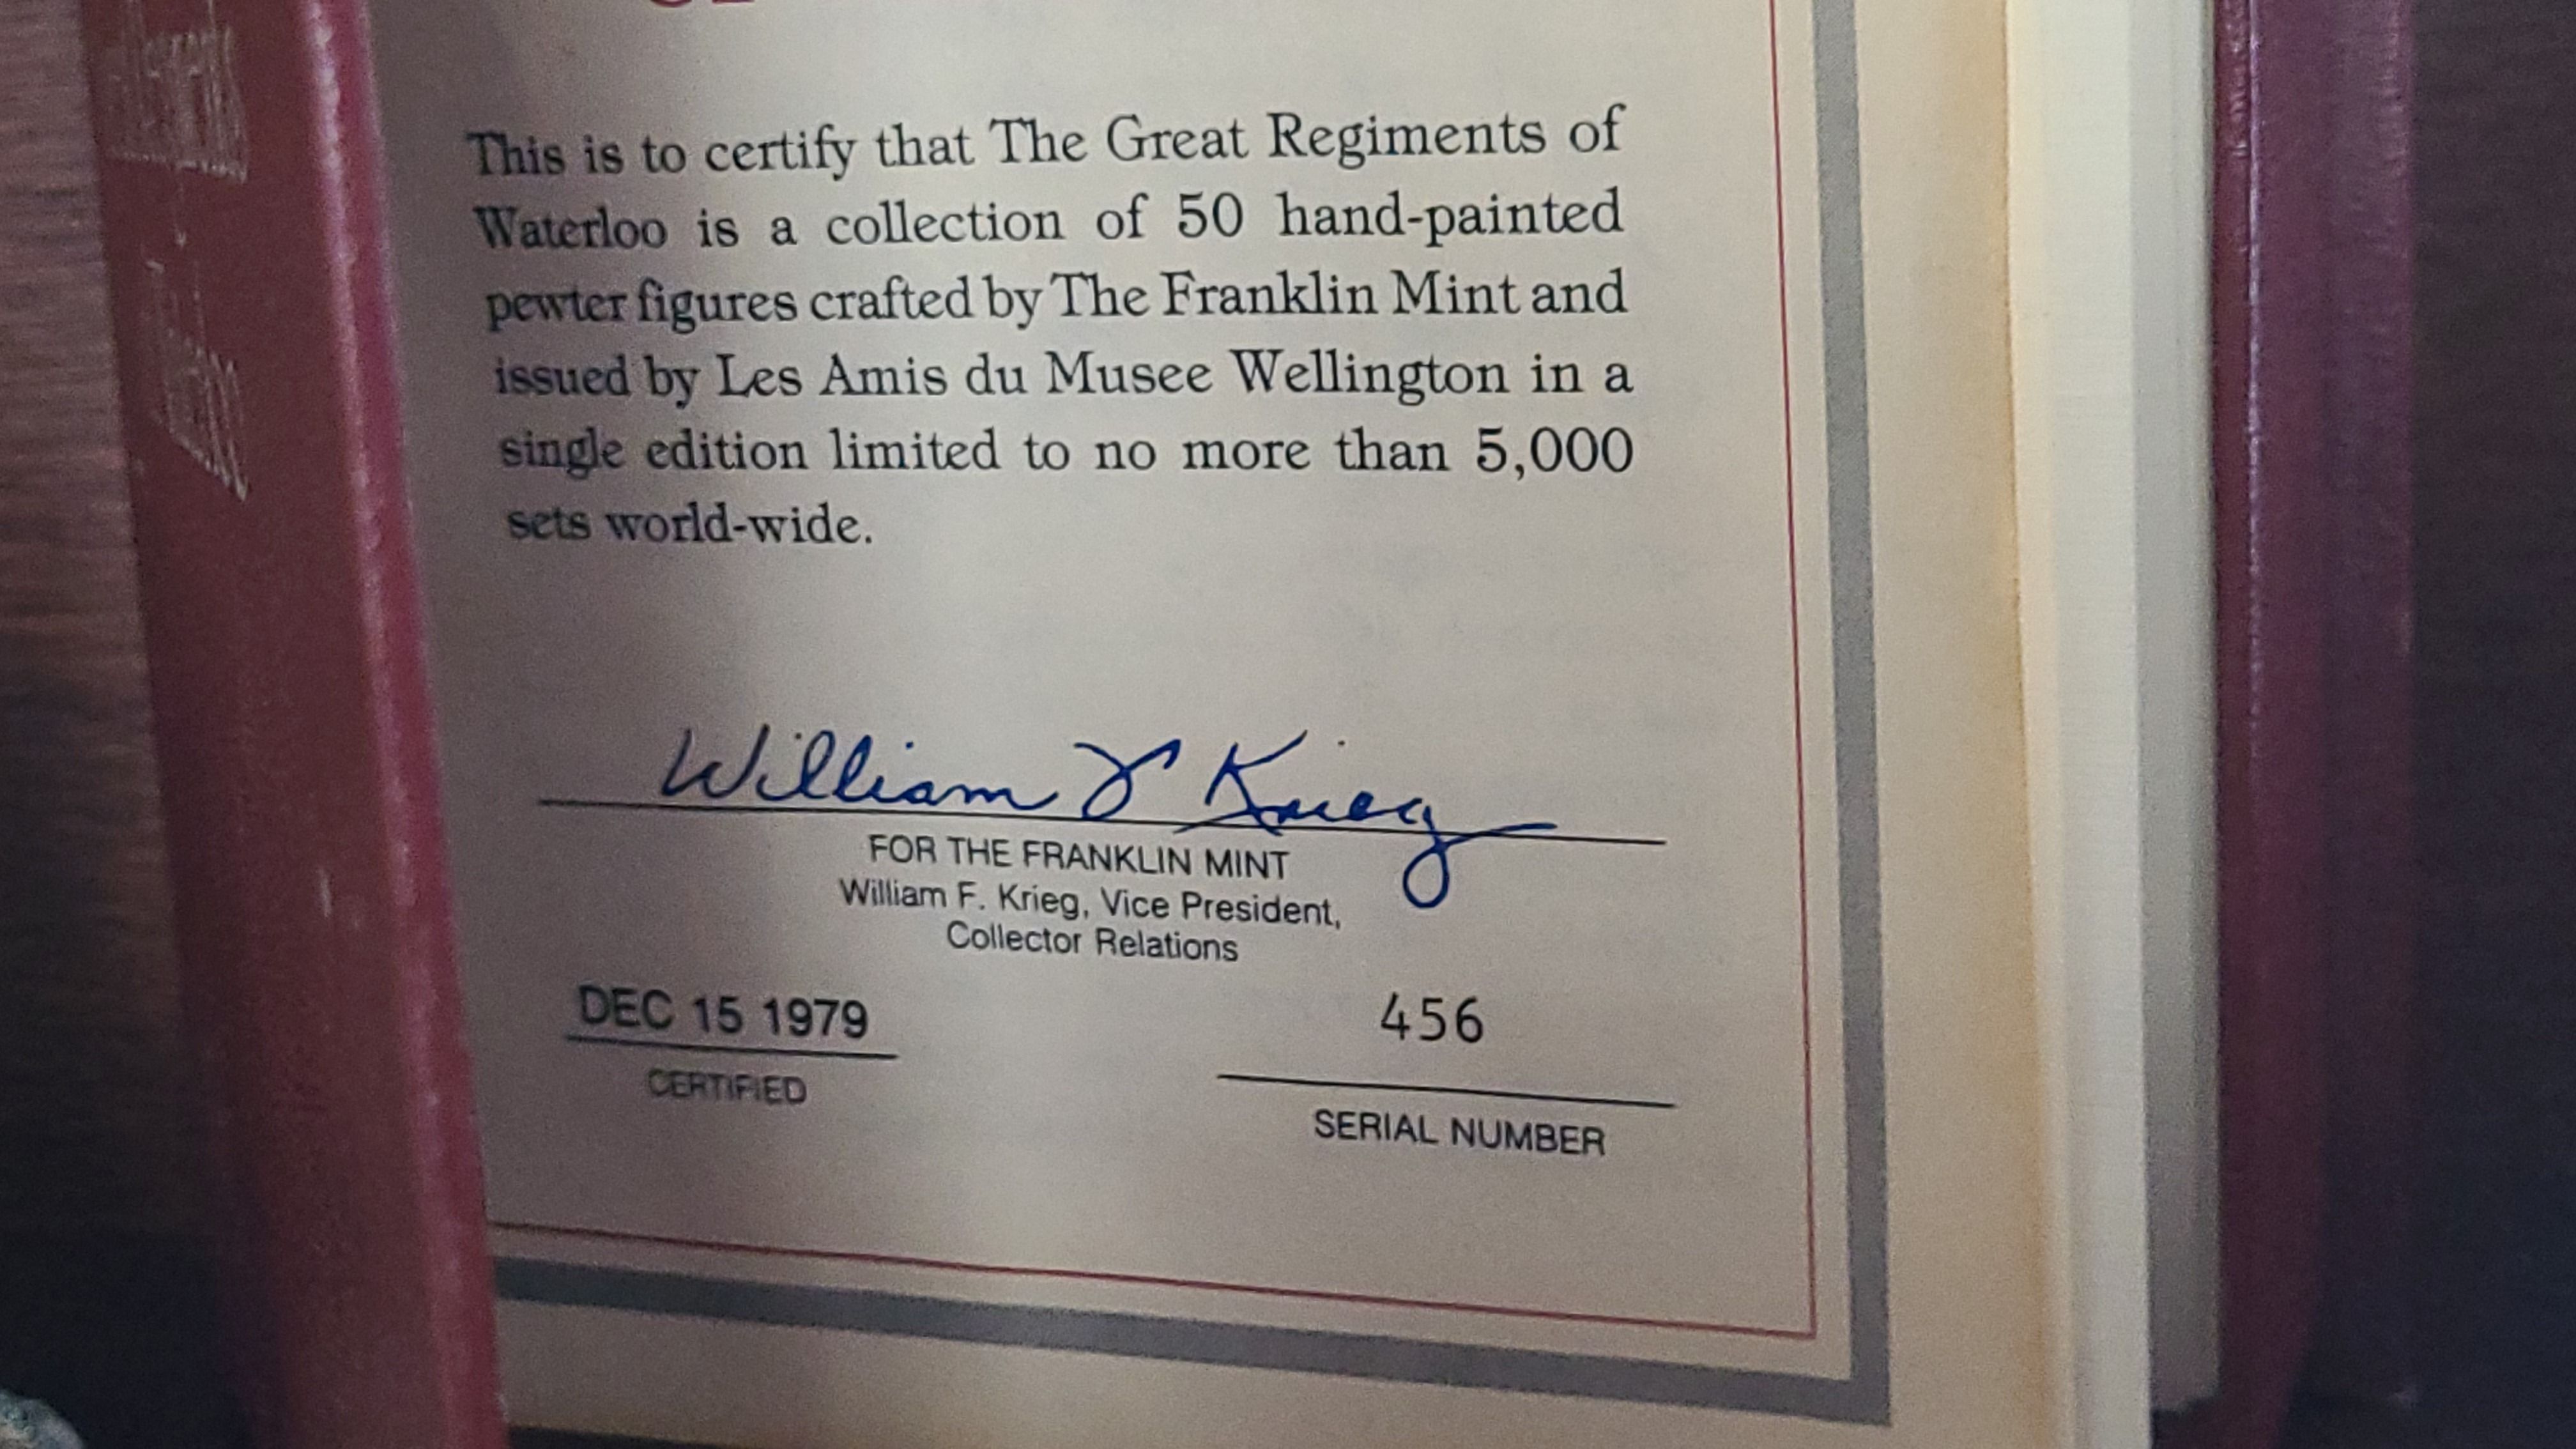 This is to certify that The Great Regiments of
Waterloo is a collection of 50 hand-painted
pewter figures crafted by The Franklin Mint and
issued by Les Amis du Musee Wellington in a
single edition limited to no more than 5,000
sets world-wide.
William F Krieg
FOR THE FRANKLIN MINT
William F. Krieg, Vice President,
Collector Relations
DEC 15 1979
CERTIFIED
456
SERIAL NUMBER